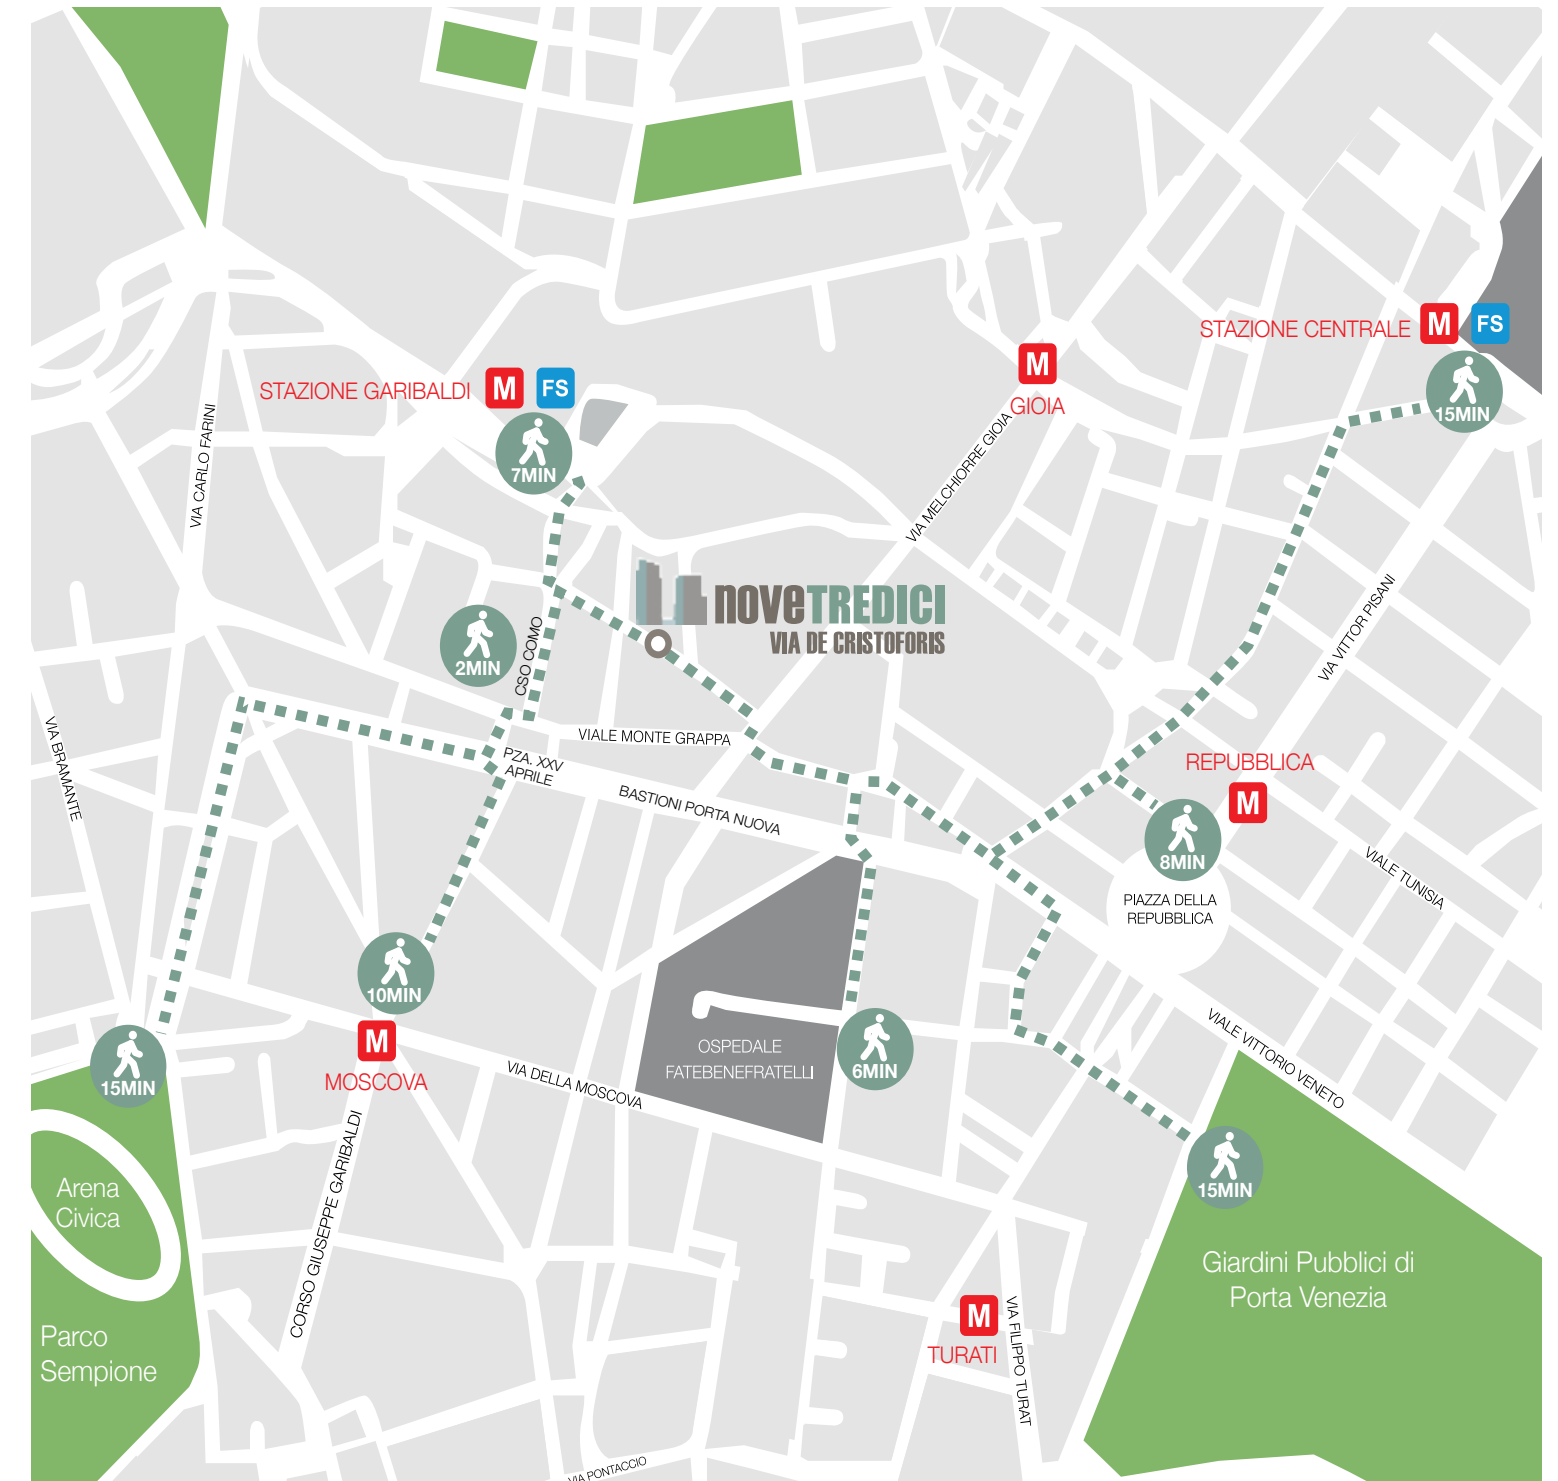 STAZIONE CENTRALE M FS
15MIN
STAZIONE GARIBALDI M FS
7MIN
M
GIOIA
VIA CARLO FARINI
VIA MELCHIORRE GIOIA
NOVETREDICI
VIA DE CRISTOFORIS
2MIN
CSO COMO
VIA VITTOR PISANI
VIA BRAMANTE
VIALE MONTE GRAPPA
PZA. XXV
APRILE
BASTIONI PORTA NUOVA
REPUBBLICA
M
8MIN
PIAZZA DELLA
REPUBBLICA
VIALE TUNISIA
10MIN
M
MOSCOVA
15MIN
OSPEDALE
FATEBENEFRATELLI
6MIN
VIA DELLA MOSCOVA
VIALE VITTORIO VENETO
15MIN
Arena
Civica
CORSO GIUSEPPE GARIBALDI
Giardini Pubblici di
Porta Venezia
Parco
Sempione
M
TURATI
VIA FILIPPO TURAT
VIA PONTACCIO